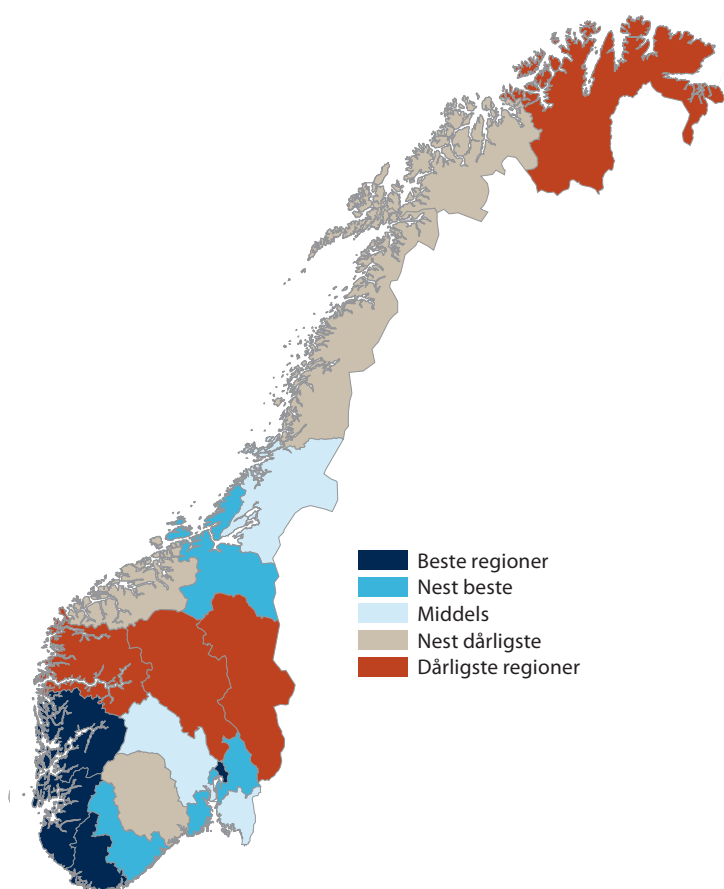 Beste regioner
Nest beste
Middels
Nest dårligste
Dårligste regioner